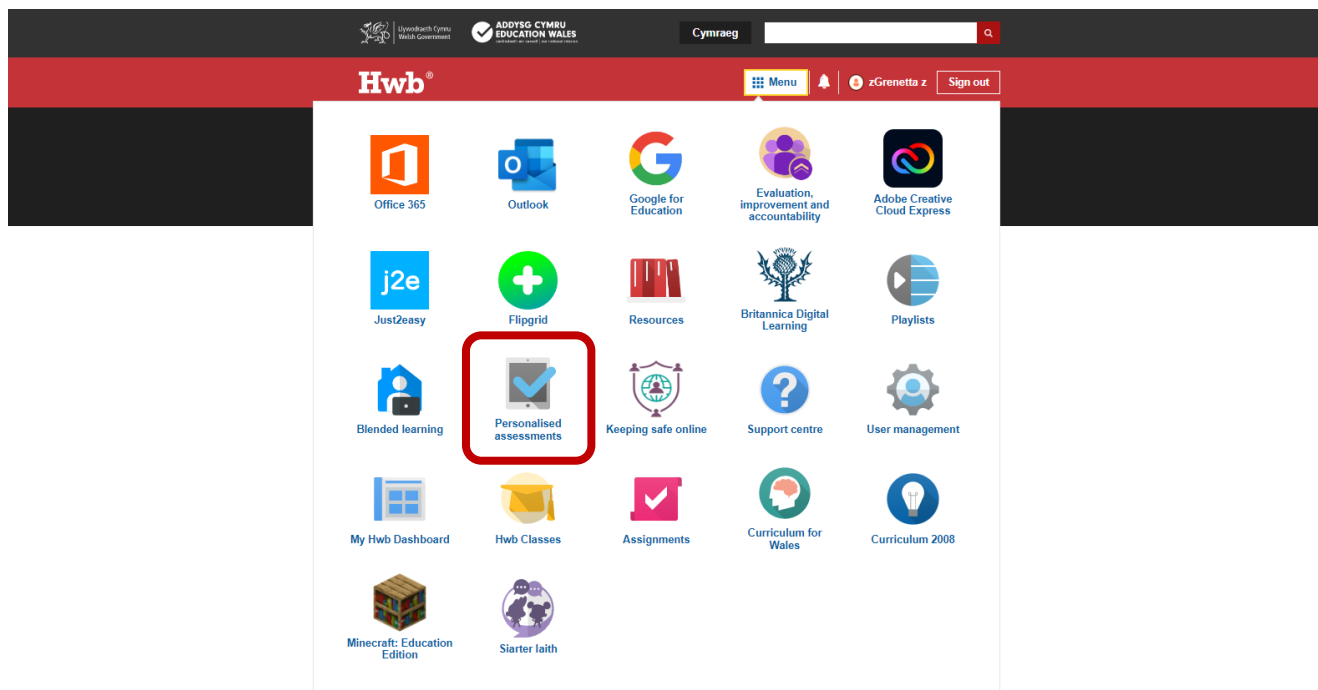 Llywodraeth Cymru
Welsh Government
ADDYSG CYMRU
EDUCATION WALES
Cymraeg
Hwb®
Menu
zGrenetta z
Sign out
Office 365
Outlook
Google for
Education
Evaluation,
improvement and
accountability
Adobe Creative
Cloud Express
j2e
Just2easy
Flipgrid
Resources
Britannica Digital
Learning
Playlists
Blended learning
Personalised
assessments
Keeping safe online
Support centre
User management
My Hwb Dashboard
Hwb Classes
Assignments
Curriculum for
Wales
Curriculum 2008
Minecraft: Education
Edition
Siarter Iaith